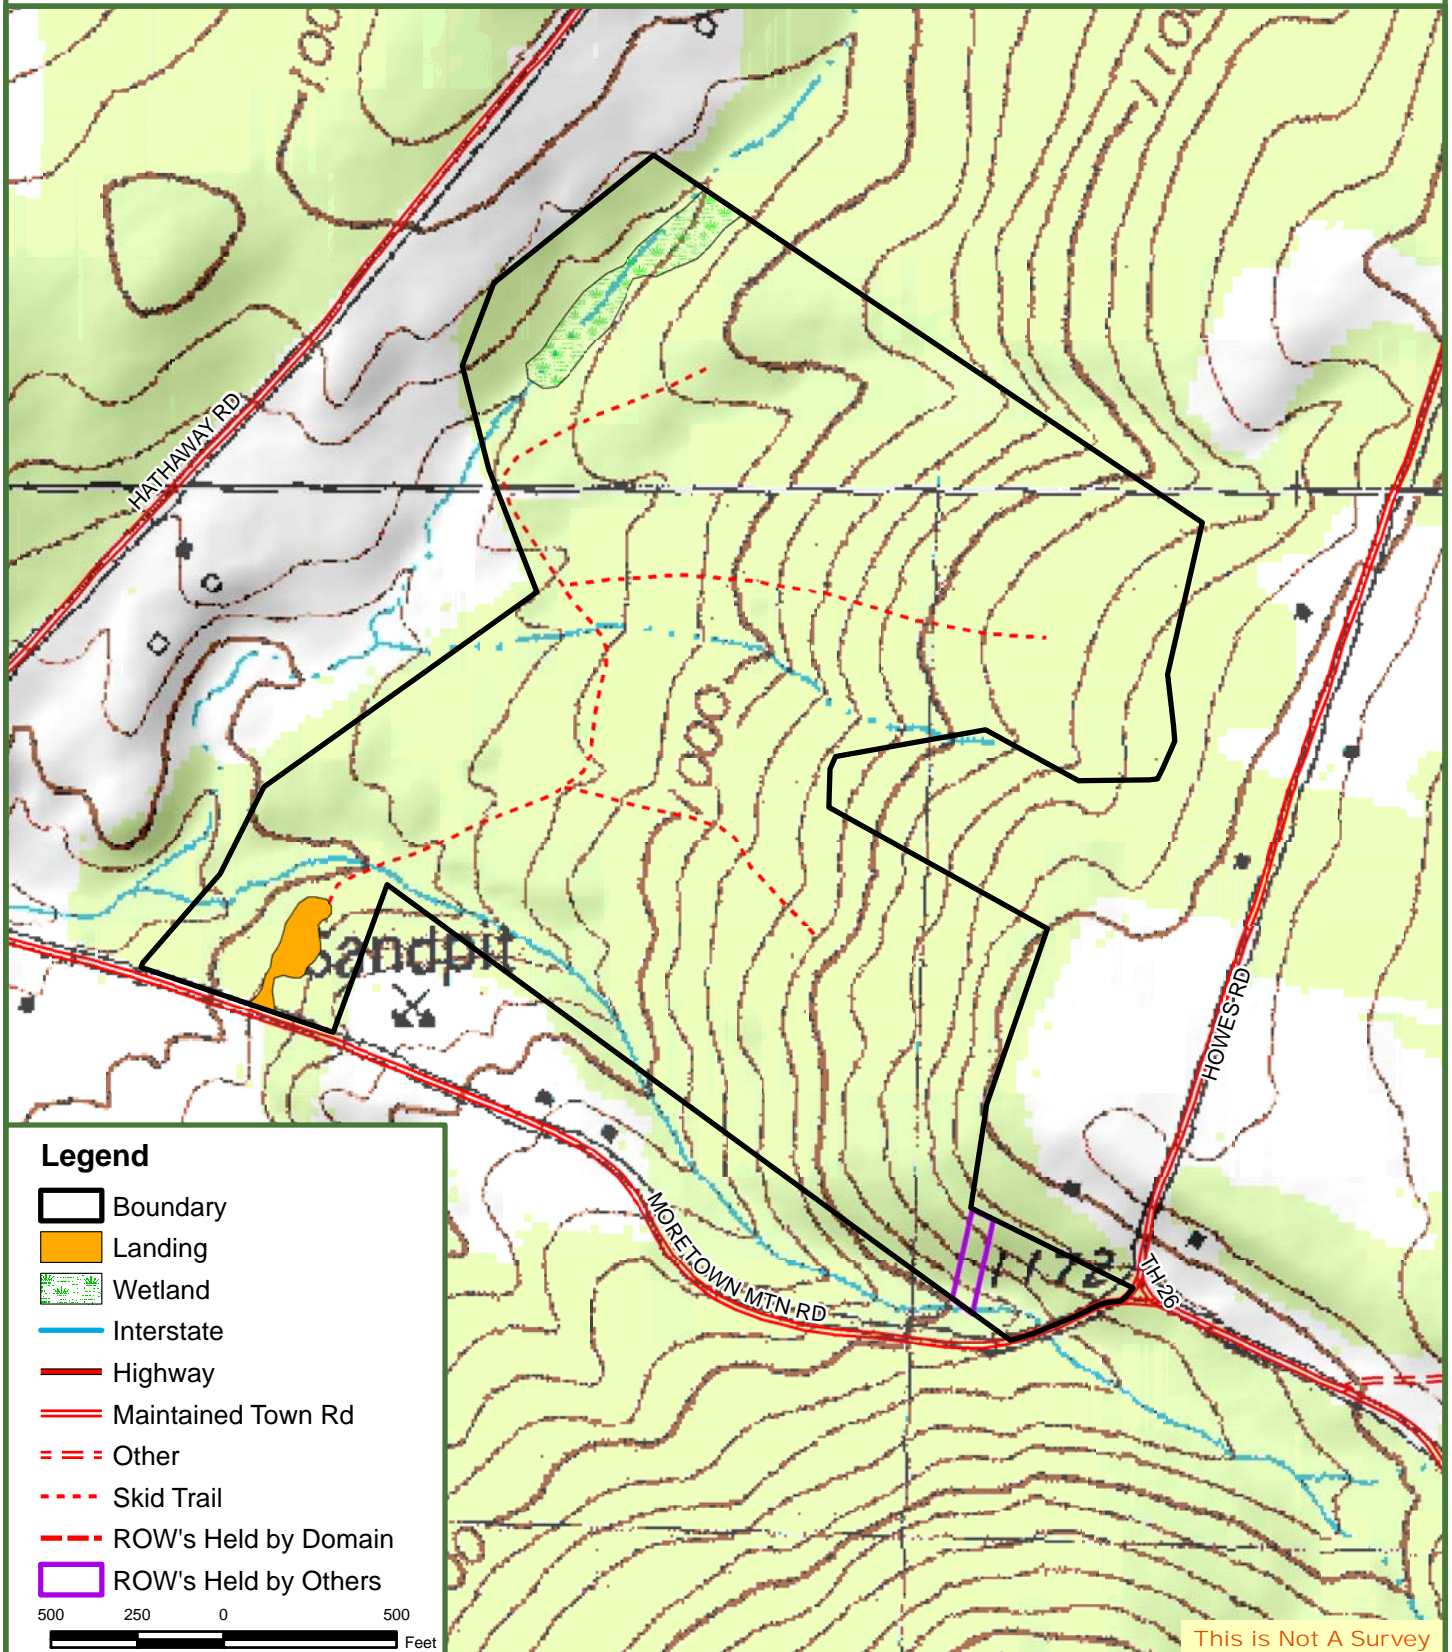 1100
1100
HATHAWAY RD
1000
Sandpit
HOWES RD
MORETOWN MTN RD
1172
TH 26
Legend
Boundary
Landing
Wetland
Interstate
Highway
Maintained Town Rd
Other
Skid Trail
ROW's Held by Domain
ROW's Held by Others
500 250 0 500
Feet
This is Not A Survey